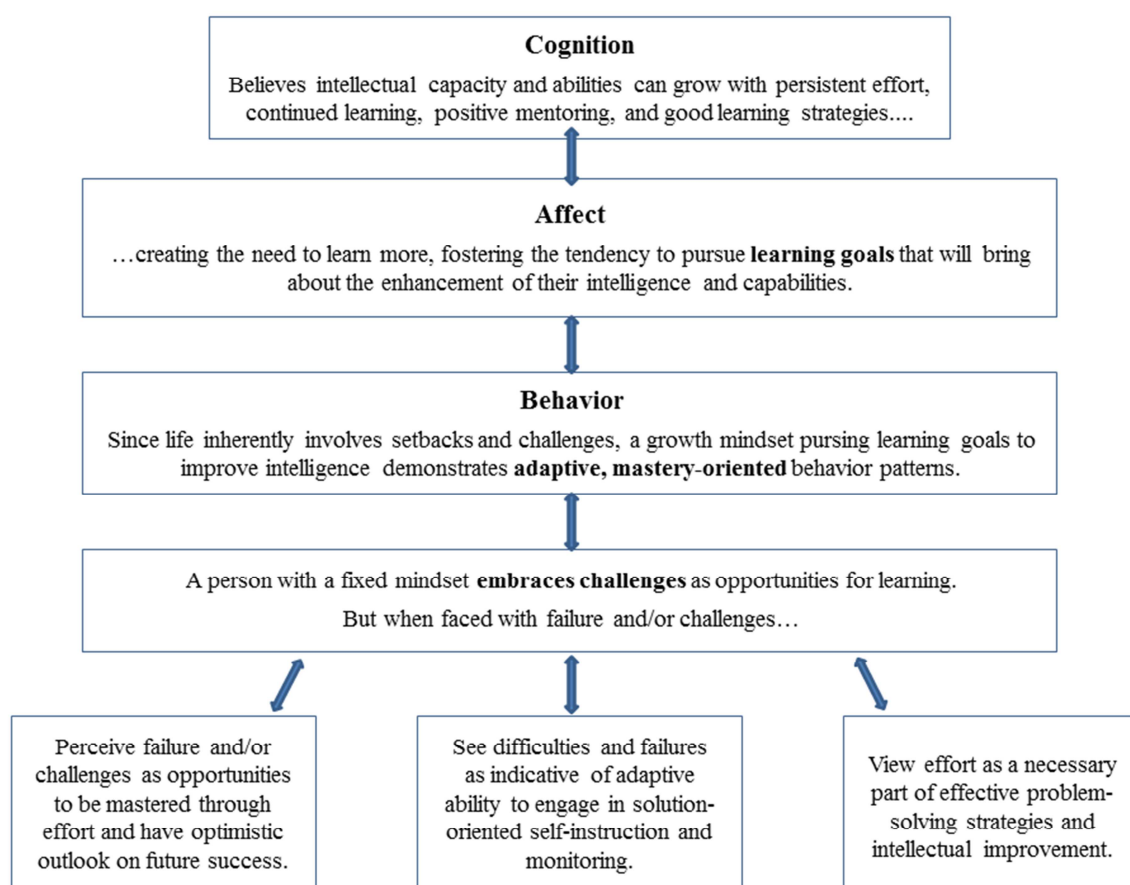 Cognition
Believes intellectual capacity and abilities can grow with persistent effort,
continued learning, positive mentoring, and good learning strategies....
Affect
…creating the need to learn more, fostering the tendency to pursue learning goals that will bring
about the enhancement of their intelligence and capabilities.
Behavior
Since life inherently involves setbacks and challenges, a growth mindset pursing learning goals to
improve intelligence demonstrates adaptive, mastery-oriented behavior patterns.
A person with a fixed mindset embraces challenges as opportunities for learning.
But when faced with failure and/or challenges…
Perceive failure and/or
challenges as opportunities
to be mastered through
effort and have optimistic
outlook on future success.
See difficulties and failures
as indicative of adaptive
ability to engage in solution-
oriented self-instruction and
monitoring.
View effort as a necessary
part of effective problem-
solving strategies and
intellectual improvement.